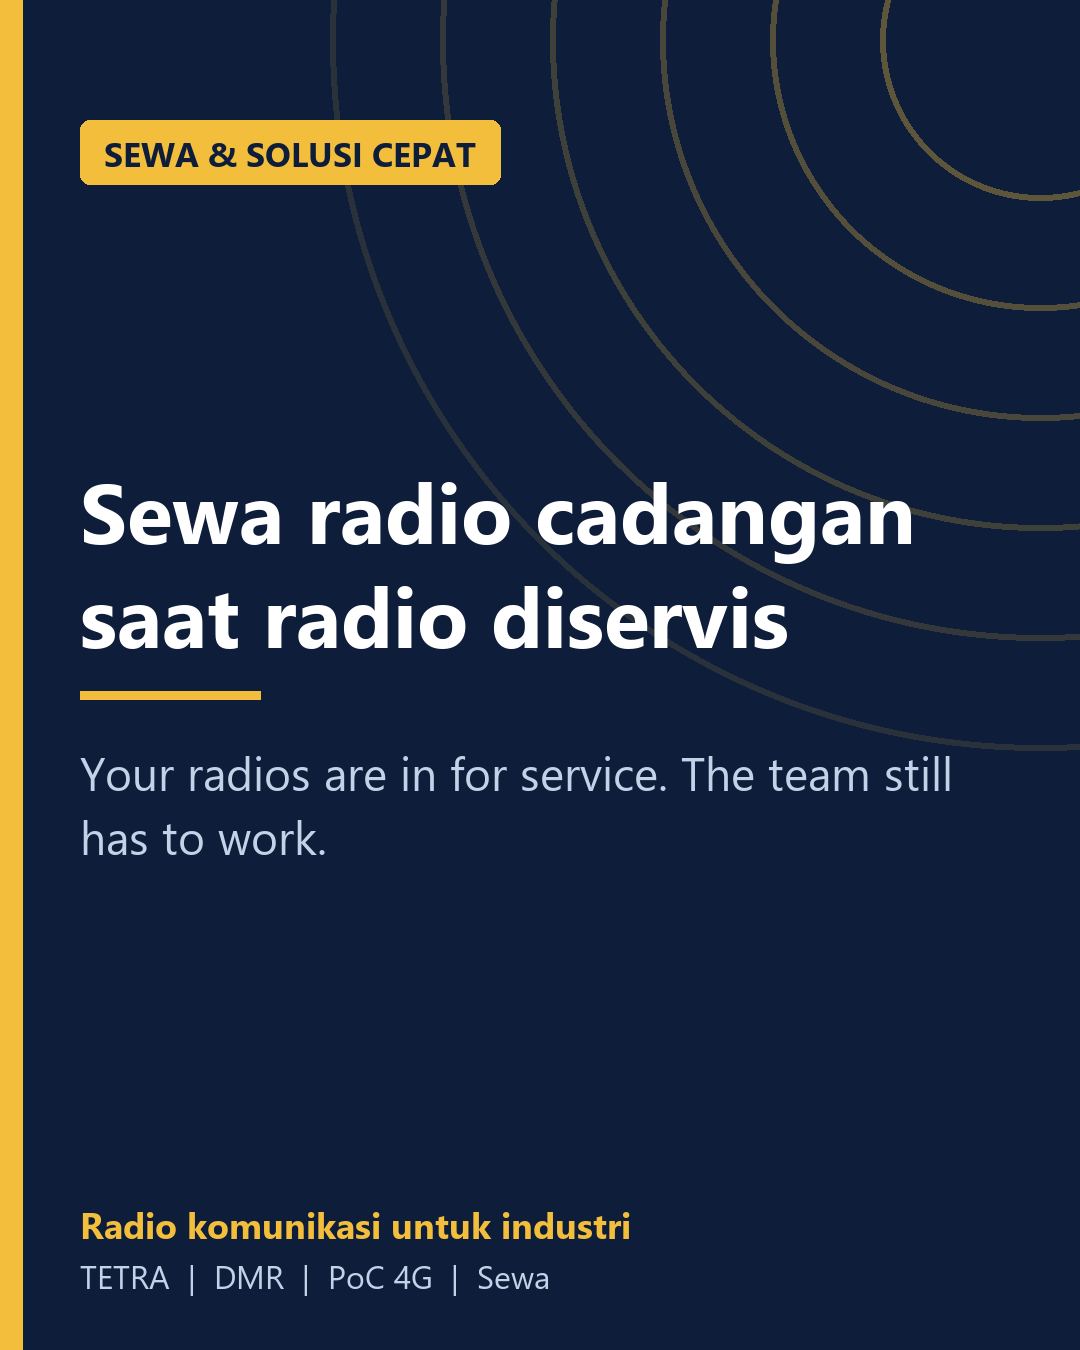 SEWA & SOLUSI CEPAT
Sewa radio cadangan
saat radio diservis
Your radios are in for service. The team still
has to work.
Radio komunikasi untuk industri
TETRA | DMR | PoC 4G | Sewa